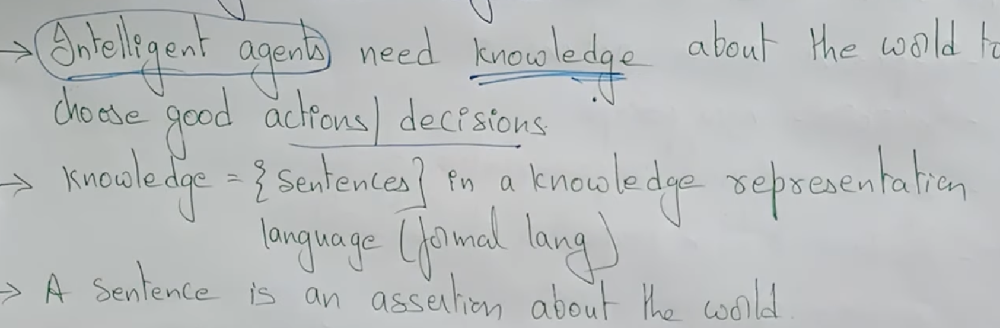 → Intelligent agents need knowledge about the world to
choose good actions/ decisions.
→ Knowledge = {sentences} in a knowledge representation
language (formal lang)
→ A sentence is an assertion about the world.